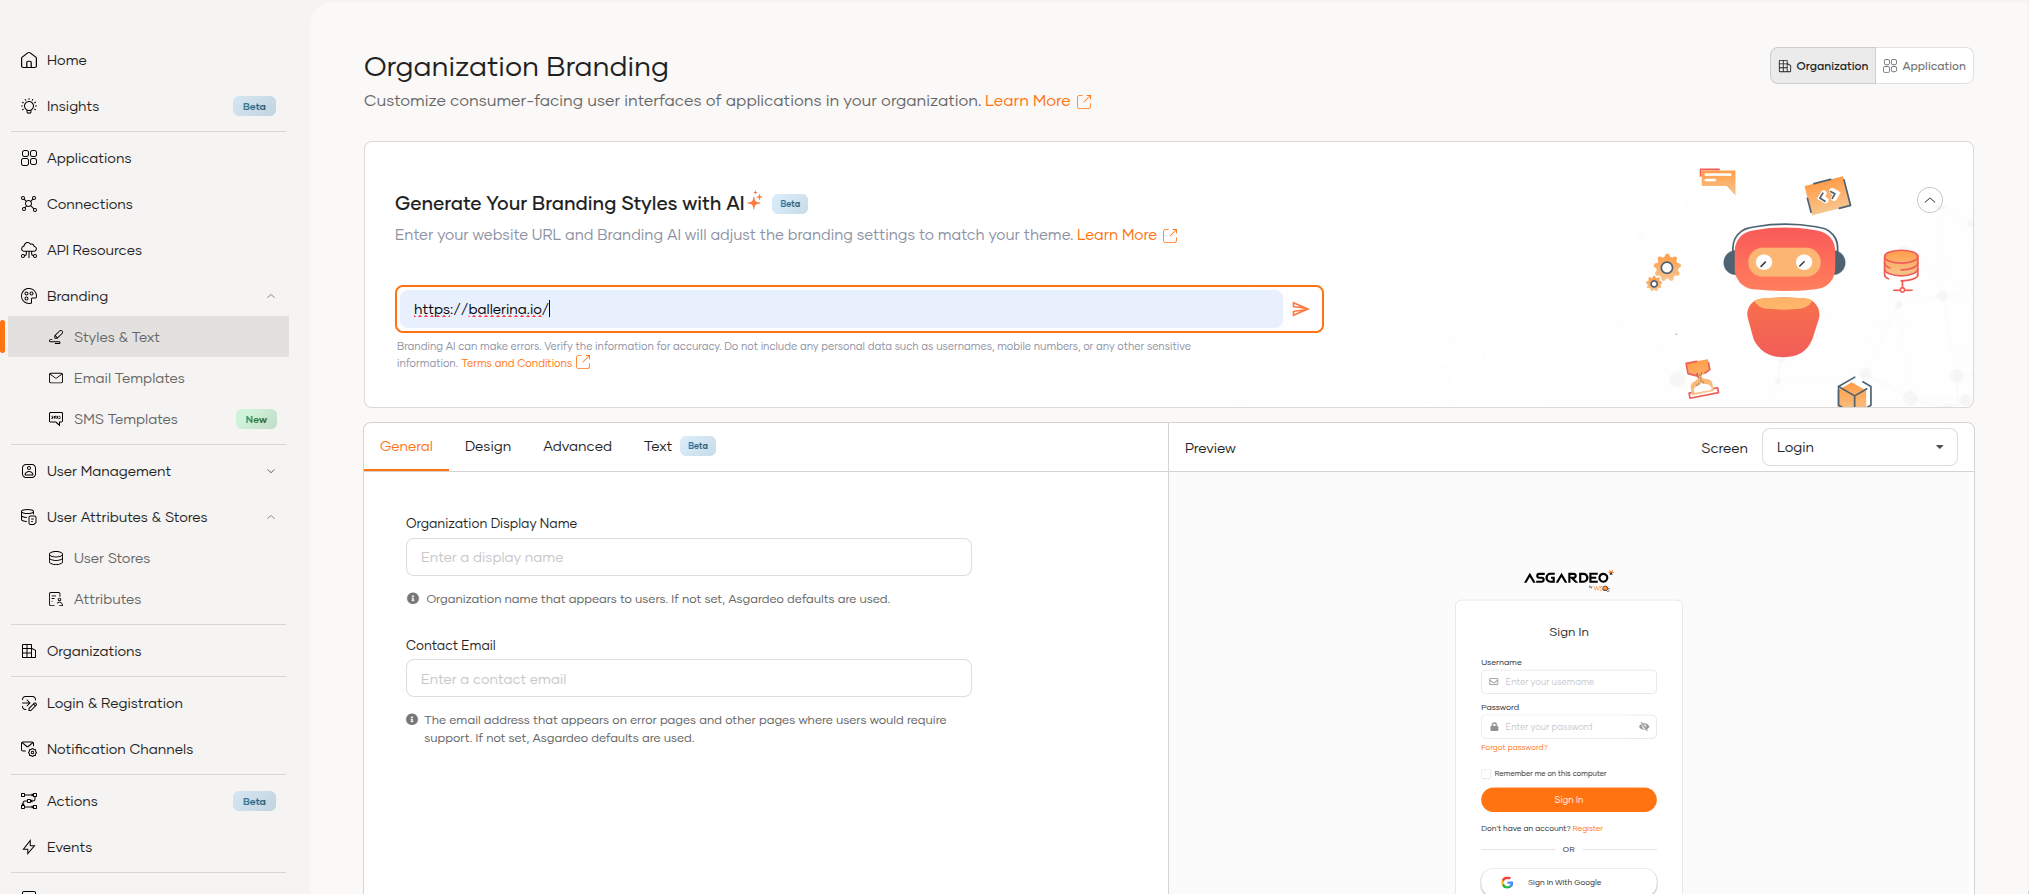 Home
Insights Beta
Applications
Connections
API Resources
Branding
Styles & Text
Email Templates
SMS Templates New
User Management
User Attributes & Stores
User Stores
Attributes
Organizations
Login & Registration
Notification Channels
Actions Beta
Events
Organization Branding
Customize consumer-facing user interfaces of applications in your organization. Learn More
Organization Application
Generate Your Branding Styles with AI Beta
Enter your website URL and Branding AI will adjust the branding settings to match your theme. Learn More
https://ballerina.io/
Branding AI can make errors. Verify the information for accuracy. Do not include any personal data such as usernames, mobile numbers, or any other sensitive
information. Terms and Conditions
General Design Advanced Text Beta
Organization Display Name
Enter a display name
Organization name that appears to users. If not set, Asgardeo defaults are used.
Contact Email
Enter a contact email
The email address that appears on error pages and other pages where users would require
support. If not set, Asgardeo defaults are used.
Preview Screen Login
ASGARDEO
by WSO2
Sign In
Username
Enter your username
Password
Enter your password
Forgot password?
Remember me on this computer
Sign In
Don't have an account? Register
OR
Sign In With Google